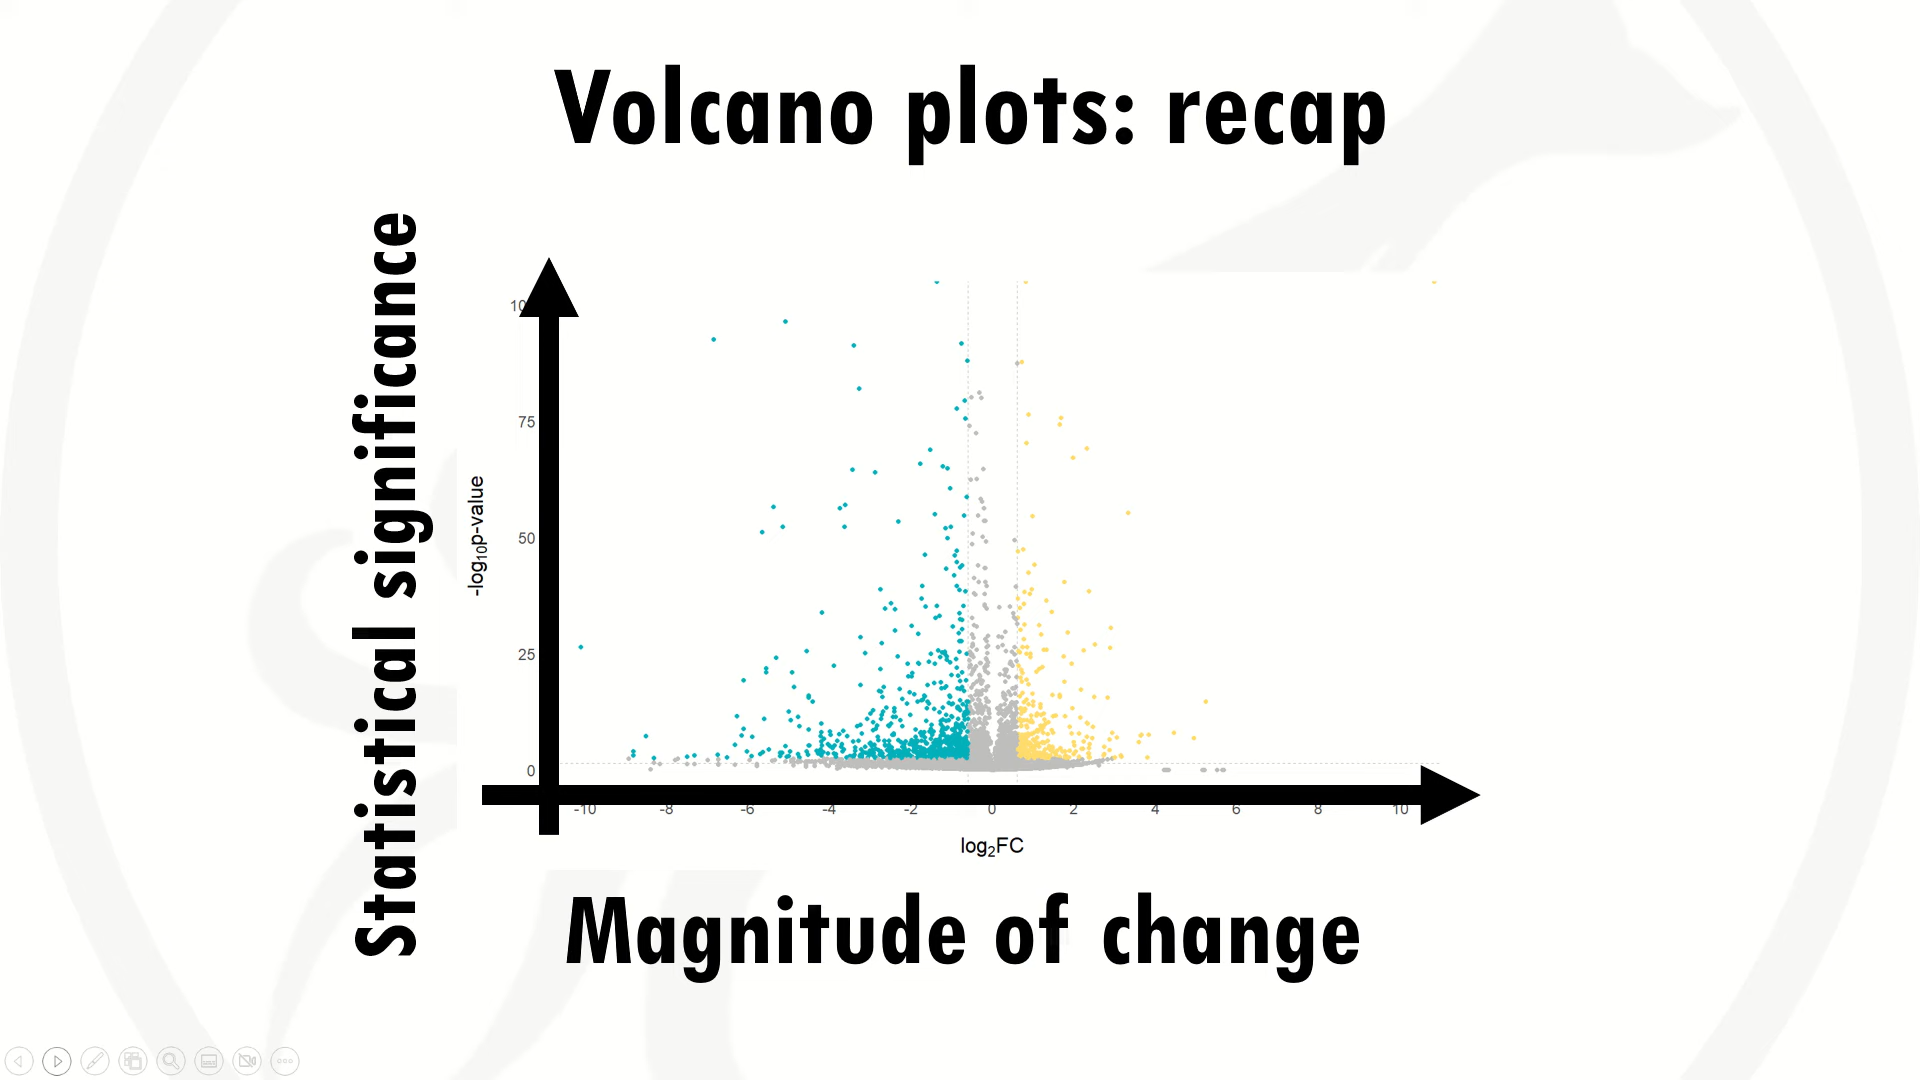 Volcano plots: recap
Statistical significance
-log10p-value
10
75
50
25
0
-10 -8 -6 -4 -2 0 2 4 6 8 10
log2FC
Magnitude of change